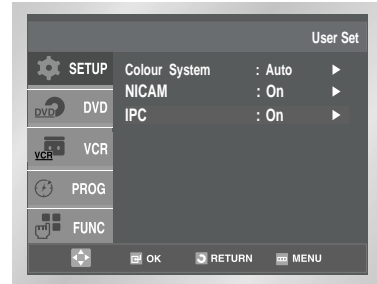 User Set
SETUP
Colour System : Auto ►
NICAM : On ►
IPC : On ►
DVD DVD
VCR VCR
PROG
FUNC
OK RETURN MENU